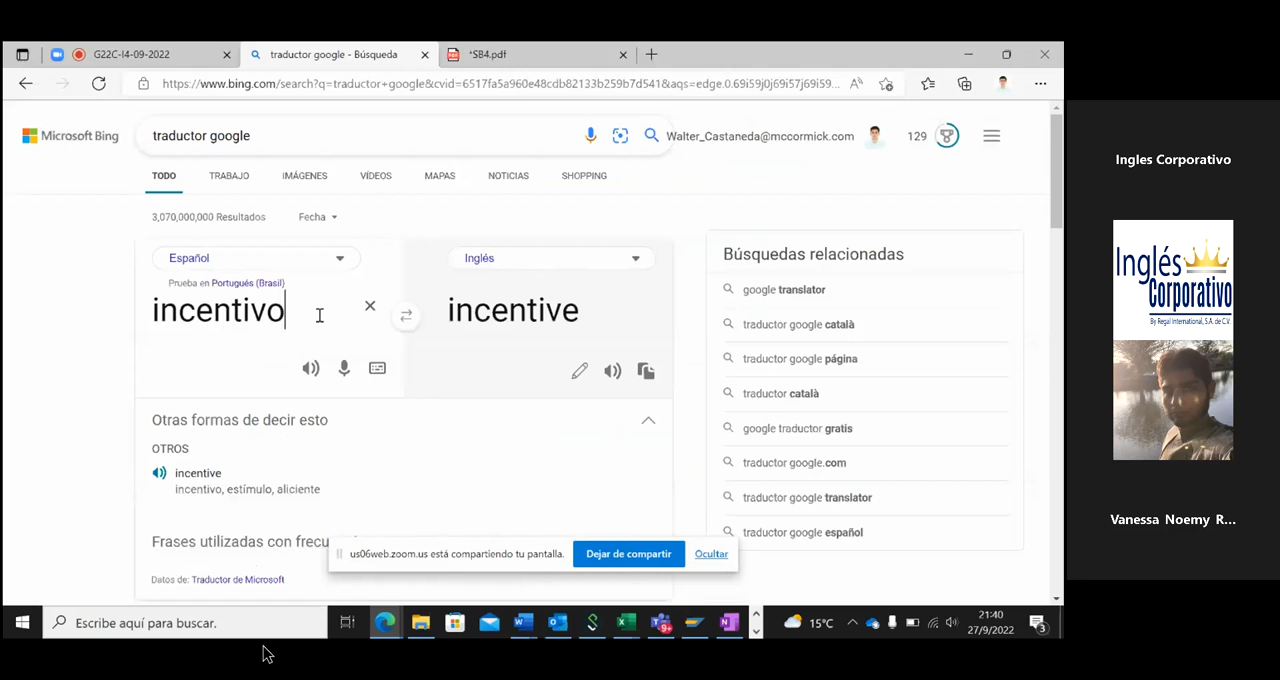 G22C-I4-09-2022
traductor google - Búsqueda
*SB4.pdf
https://www.bing.com/search?q=traductor+google&cvid=6517fa5a960e48cdb82133b259b7d541&aqs=edge.0.69i59j0j69i57j69i59...
Microsoft Bing
traductor google
Walter_Castaneda@mccormick.com
129
TODO
TRABAJO
IMÁGENES
VÍDEOS
MAPAS
NOTICIAS
SHOPPING
3,070,000,000 Resultados
Fecha
Español
Inglés
Prueba en Portugués (Brasil)
incentivo
incentive
Otras formas de decir esto
OTROS
incentive
incentivo, estímulo, aliciente
Frases utilizadas con frecu
Datos de: Traductor de Microsoft
Búsquedas relacionadas
google translator
traductor google català
traductor google página
traductor català
google traductor gratis
traductor google.com
traductor google translator
traductor google español
us06web.zoom.us está compartiendo tu pantalla.
Dejar de compartir
Ocultar
Escribe aquí para buscar.
9+
15°C
21:40
27/9/2022
3
Ingles Corporativo
Inglés
Corporativo
By Regal International, S.A. de C.V.
Vanessa Noemy R...